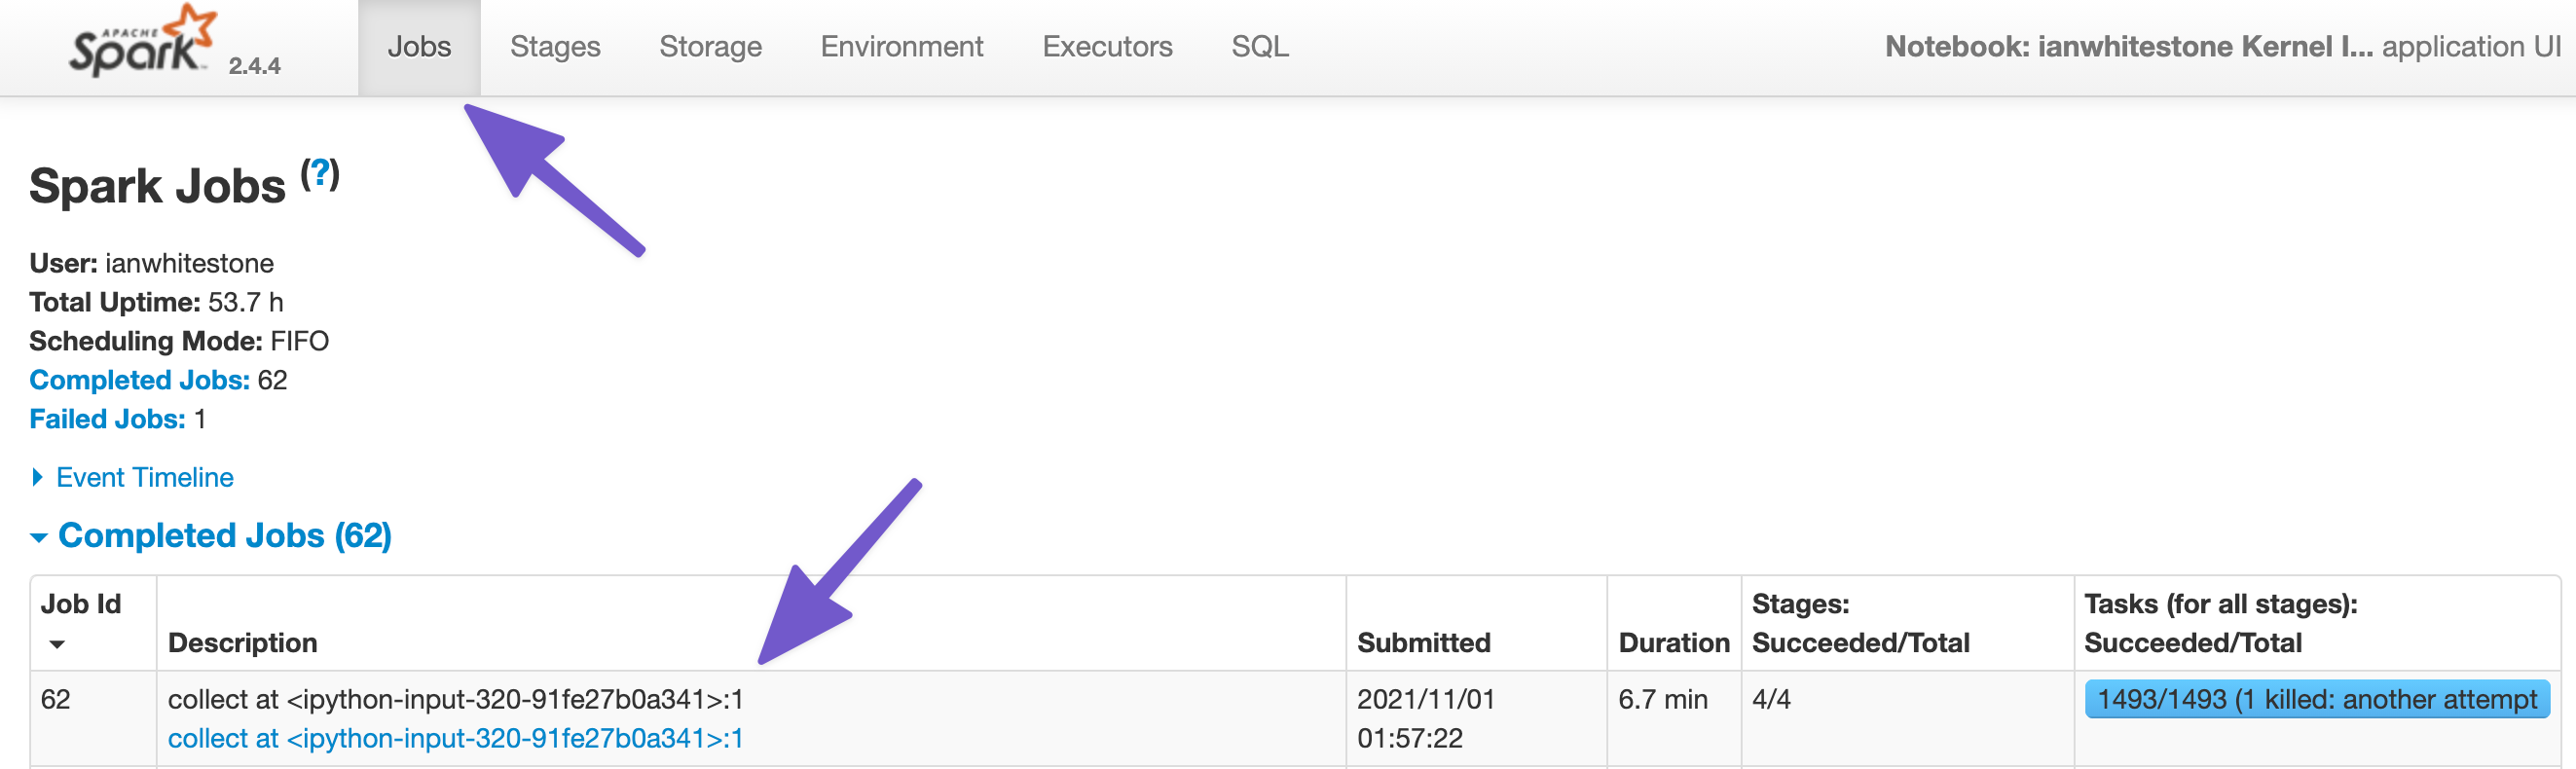 APACHE
Spark 2.4.4
Jobs Stages Storage Environment Executors SQL
Notebook: ianwhitestone Kernel I... application UI
Spark Jobs (?)
User: ianwhitestone
Total Uptime: 53.7 h
Scheduling Mode: FIFO
Completed Jobs: 62
Failed Jobs: 1
Event Timeline
Completed Jobs (62)
Job Id
Description
Submitted
Duration
Stages:
Succeeded/Total
Tasks (for all stages):
Succeeded/Total
62
collect at <ipython-input-320-91fe27b0a341>:1
collect at <ipython-input-320-91fe27b0a341>:1
2021/11/01
01:57:22
6.7 min
4/4
1493/1493 (1 killed: another attempt